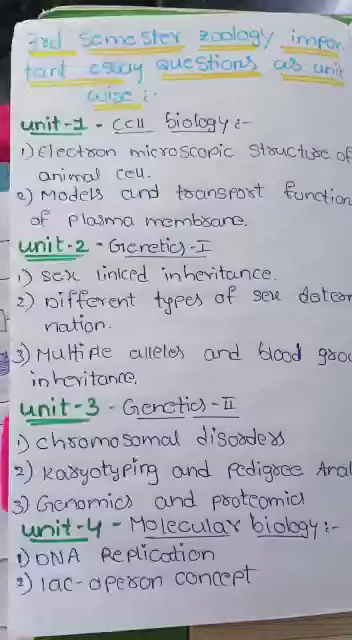 3rd semester zoology impor
tant essay questions as unit
wise :-
unit-1 - Cell biology :-
1) Electron microscopic structure of
animal cell.
2) Models and transport function
of plasma membrane.
unit-2 - Genetics-I
1) sex linked inheritance.
2) Different types of sex deter
nation.
3) Multiple alleles and blood grou
inheritance.
unit-3 - Genetics-II
1) chromosomal disorders
2) Karyotyping and Pedigree Anal
3) Genomics and proteomics
unit-4 - Molecular biology :-
1) DNA Replication
2) lac-operon concept